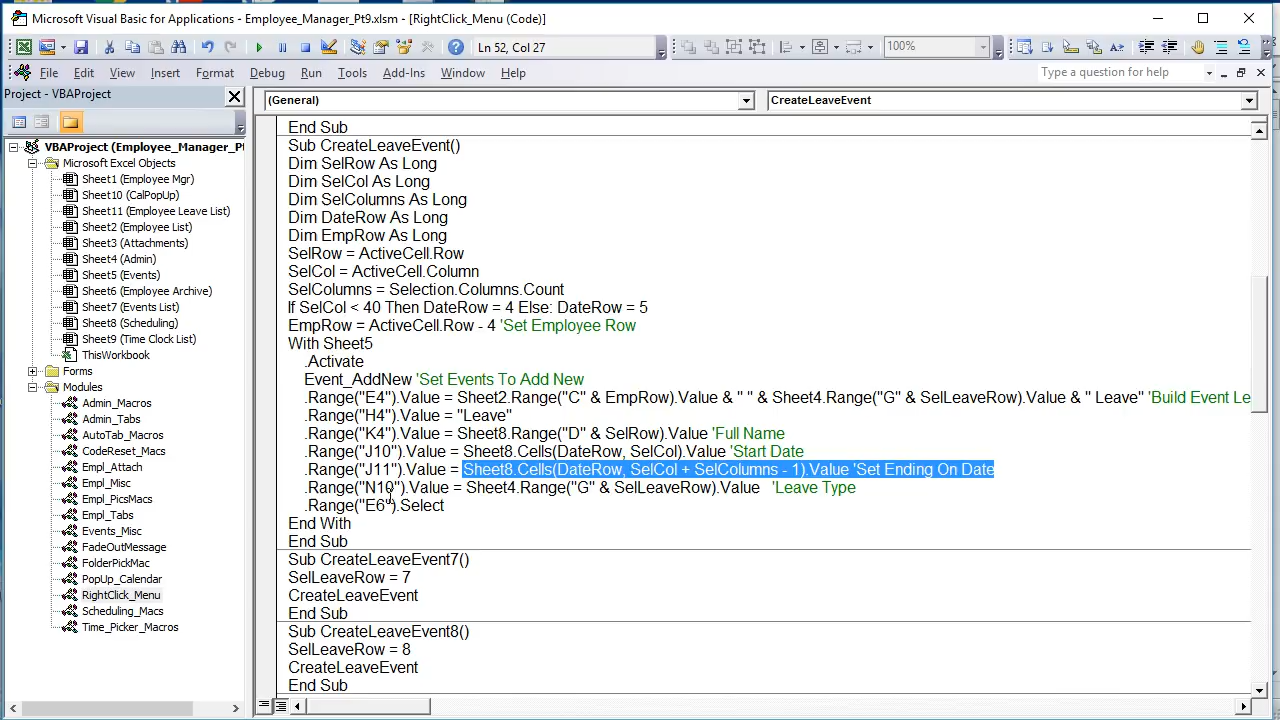 Microsoft Visual Basic for Applications - Employee_Manager_Pt9.xlsm - [RightClick_Menu (Code)]
Ln 52, Col 27
100%
File Edit View Insert Format Debug Run Tools Add-Ins Window Help
Type a question for help
Project - VBAProject
(General)
CreateLeaveEvent
VBAProject (Employee_Manager_Pt
Microsoft Excel Objects
Sheet1 (Employee Mgr)
Sheet10 (CalPopUp)
Sheet11 (Employee Leave List)
Sheet2 (Employee List)
Sheet3 (Attachments)
Sheet4 (Admin)
Sheet5 (Events)
Sheet6 (Employee Archive)
Sheet7 (Events List)
Sheet8 (Scheduling)
Sheet9 (Time Clock List)
ThisWorkbook
Forms
Modules
Admin_Macros
Admin_Tabs
AutoTab_Macros
CodeReset_Macs
Empl_Attach
Empl_Misc
Empl_PicsMacs
Empl_Tabs
Events_Misc
FadeOutMessage
FolderPickMac
PopUp_Calendar
RightClick_Menu
Scheduling_Macs
Time_Picker_Macros
End Sub
Sub CreateLeaveEvent()
Dim SelRow As Long
Dim SelCol As Long
Dim SelColumns As Long
Dim DateRow As Long
Dim EmpRow As Long
SelRow = ActiveCell.Row
SelCol = ActiveCell.Column
SelColumns = Selection.Columns.Count
If SelCol < 40 Then DateRow = 4 Else: DateRow = 5
EmpRow = ActiveCell.Row - 4 'Set Employee Row
With Sheet5
.Activate
Event_AddNew 'Set Events To Add New
.Range("E4").Value = Sheet2.Range("C" & EmpRow).Value & " " & Sheet4.Range("G" & SelLeaveRow).Value & " Leave" 'Build Event Le
.Range("H4").Value = "Leave"
.Range("K4").Value = Sheet8.Range("D" & SelRow).Value 'Full Name
.Range("J10").Value = Sheet8.Cells(DateRow, SelCol).Value 'Start Date
.Range("J11").Value = Sheet8.Cells(DateRow, SelCol + SelColumns - 1).Value 'Set Ending On Date
.Range("N10").Value = Sheet4.Range("G" & SelLeaveRow).Value 'Leave Type
.Range("E6").Select
End With
End Sub
Sub CreateLeaveEvent7()
SelLeaveRow = 7
CreateLeaveEvent
End Sub
Sub CreateLeaveEvent8()
SelLeaveRow = 8
CreateLeaveEvent
End Sub